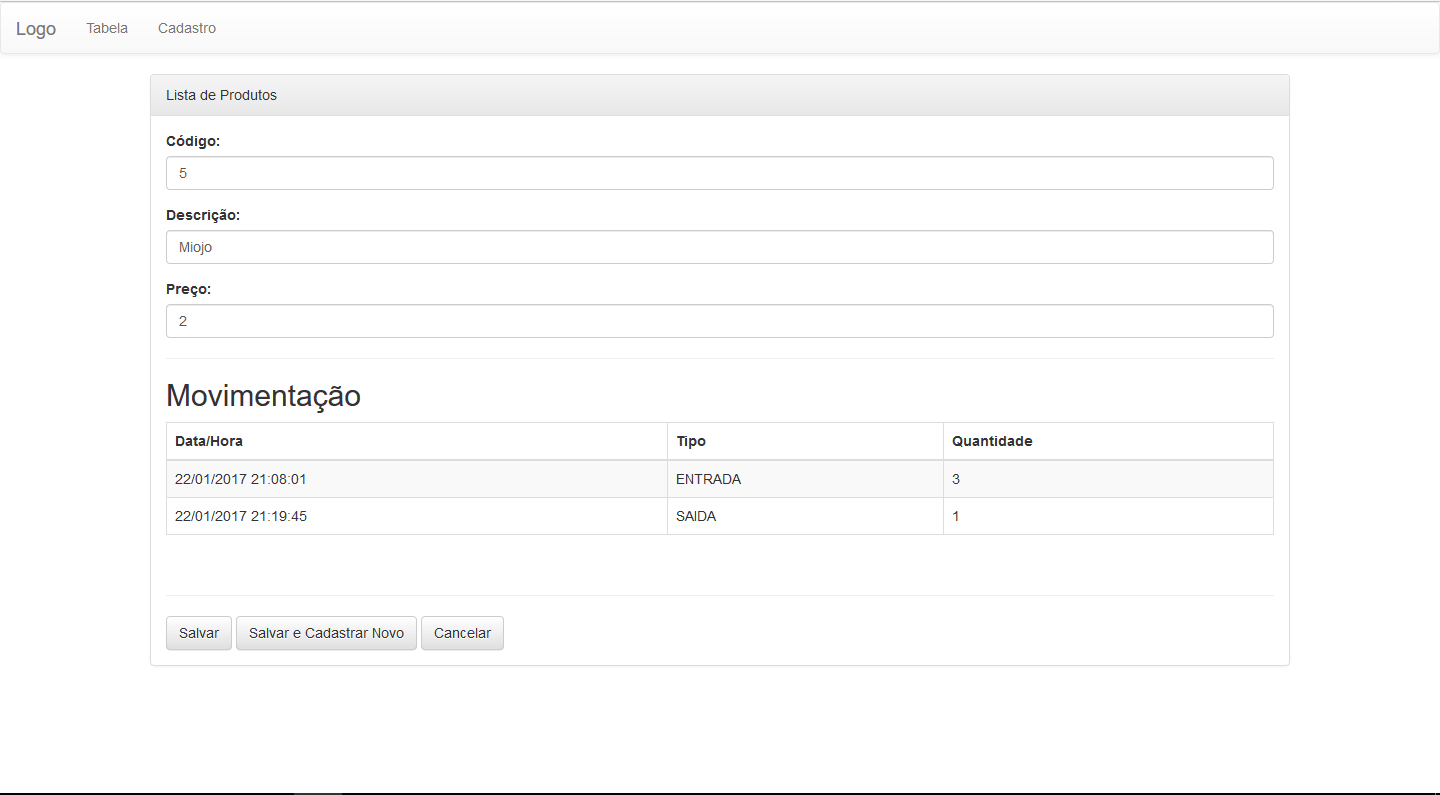 Logo Tabela Cadastro
Lista de Produtos
Código:
5
Descrição:
Miojo
Preço:
2
Movimentação
Data/Hora Tipo Quantidade
22/01/2017 21:08:01 ENTRADA 3
22/01/2017 21:19:45 SAIDA 1
Salvar Salvar e Cadastrar Novo Cancelar